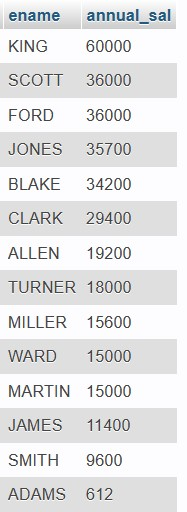 ename annual_sal
KING 60000
SCOTT 36000
FORD 36000
JONES 35700
BLAKE 34200
CLARK 29400
ALLEN 19200
TURNER 18000
MILLER 15600
WARD 15000
MARTIN 15000
JAMES 11400
SMITH 9600
ADAMS 612